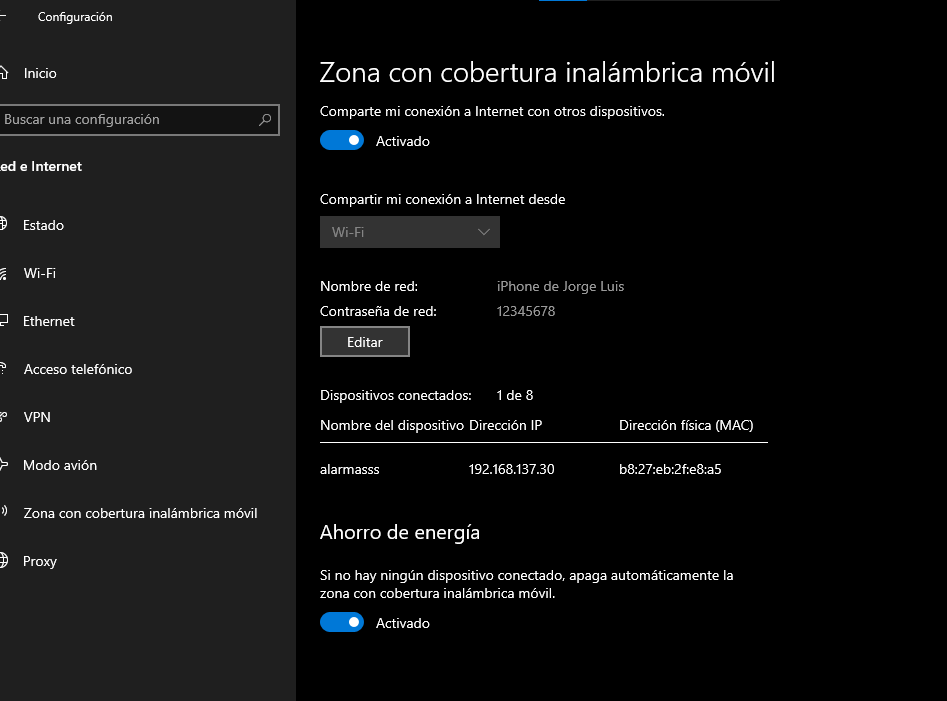 Configuración
Inicio
Buscar una configuración
ed e Internet
Estado
Wi-Fi
Ethernet
Acceso telefónico
VPN
Modo avión
Zona con cobertura inalámbrica móvil
Proxy
Zona con cobertura inalámbrica móvil
Comparte mi conexión a Internet con otros dispositivos.
Activado
Compartir mi conexión a Internet desde
Wi-Fi
Nombre de red: iPhone de Jorge Luis
Contraseña de red: 12345678
Editar
Dispositivos conectados: 1 de 8
Nombre del dispositivo Dirección IP Dirección física (MAC)
alarmasss 192.168.137.30 b8:27:eb:2f:e8:a5
Ahorro de energía
Si no hay ningún dispositivo conectado, apaga automáticamente la
zona con cobertura inalámbrica móvil.
Activado